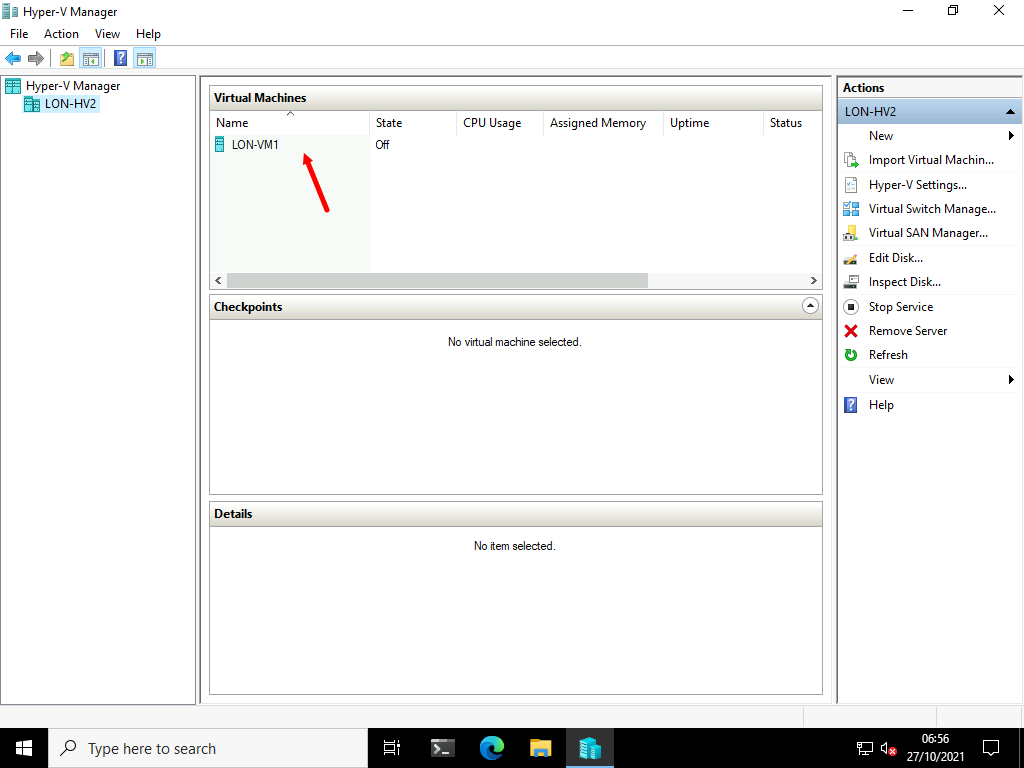 Hyper-V Manager
File Action View Help
Hyper-V Manager
LON-HV2
Virtual Machines
Name State CPU Usage Assigned Memory Uptime Status
LON-VM1 Off
Checkpoints
No virtual machine selected.
Details
No item selected.
Actions
LON-HV2
New
Import Virtual Machin...
Hyper-V Settings...
Virtual Switch Manage...
Virtual SAN Manager...
Edit Disk...
Inspect Disk...
Stop Service
Remove Server
Refresh
View
Help
Type here to search
06:56
27/10/2021